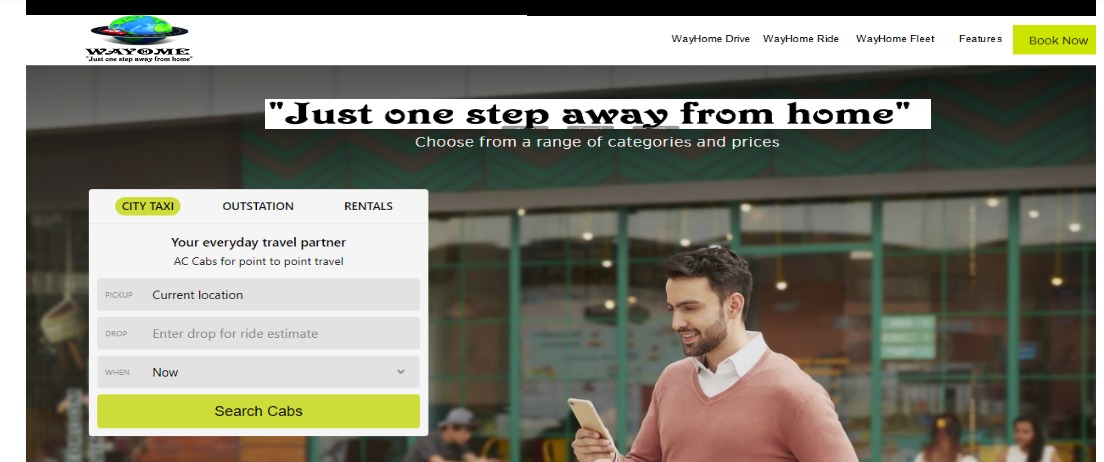 WAYOME
"Just one step away from home"
WayHome Drive WayHome Ride WayHome Fleet Features Book Now
"Just one step away from home"
Choose from a range of categories and prices
CITY TAXI OUTSTATION RENTALS
Your everyday travel partner
AC Cabs for point to point travel
PICKUP Current location
DROP Enter drop for ride estimate
WHEN Now
Search Cabs